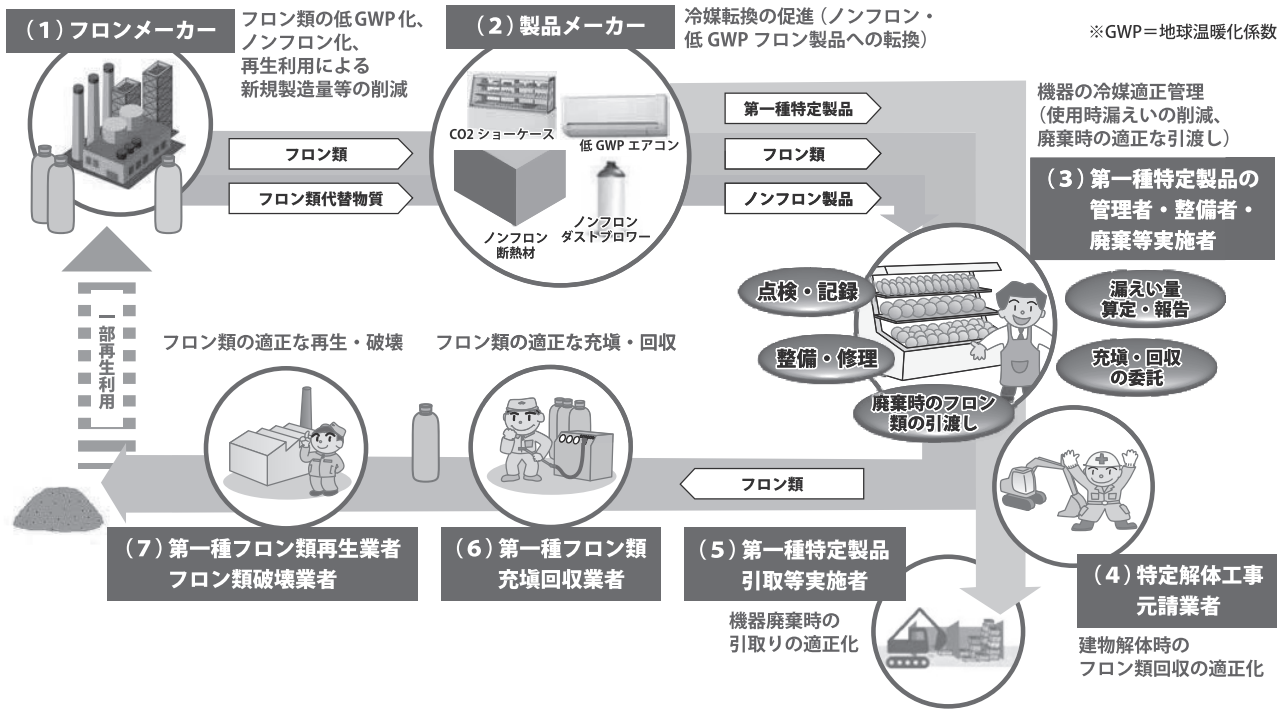 (1)フロンメーカー
フロン類の低GWP化、
ノンフロン化、
再生利用による
新規製造量等の削減
(2)製品メーカー
冷媒転換の促進(ノンフロン・
低GWPフロン製品への転換)
※GWP=地球温暖化係数
CO2ショーケース
低GWPエアコン
ノンフロン
断熱材
ノンフロン
ダストブロワー
フロン類
フロン類代替物質
第一種特定製品
フロン類
ノンフロン製品
機器の冷媒適正管理
(使用時漏えいの削減、
廃棄時の適正な引渡し)
(3)第一種特定製品の
管理者・整備者・
廃棄等実施者
点検・記録
整備・修理
廃棄時のフロン
類の引渡し
漏えい量
算定・報告
充塡・回収
の委託
一部再生利用
フロン類の適正な再生・破壊
フロン類の適正な充塡・回収
フロン類
(7)第一種フロン類再生業者
フロン類破壊業者
(6)第一種フロン類
充塡回収業者
(5)第一種特定製品
引取等実施者
機器廃棄時の
引取りの適正化
(4)特定解体工事
元請業者
建物解体時の
フロン類回収の適正化